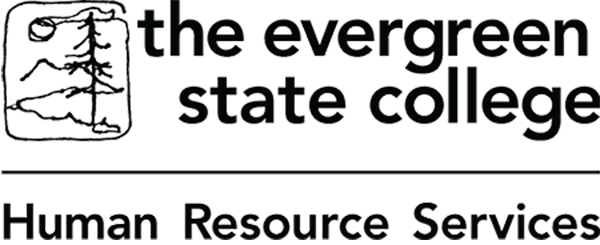 the evergreen
state college
Human Resource Services